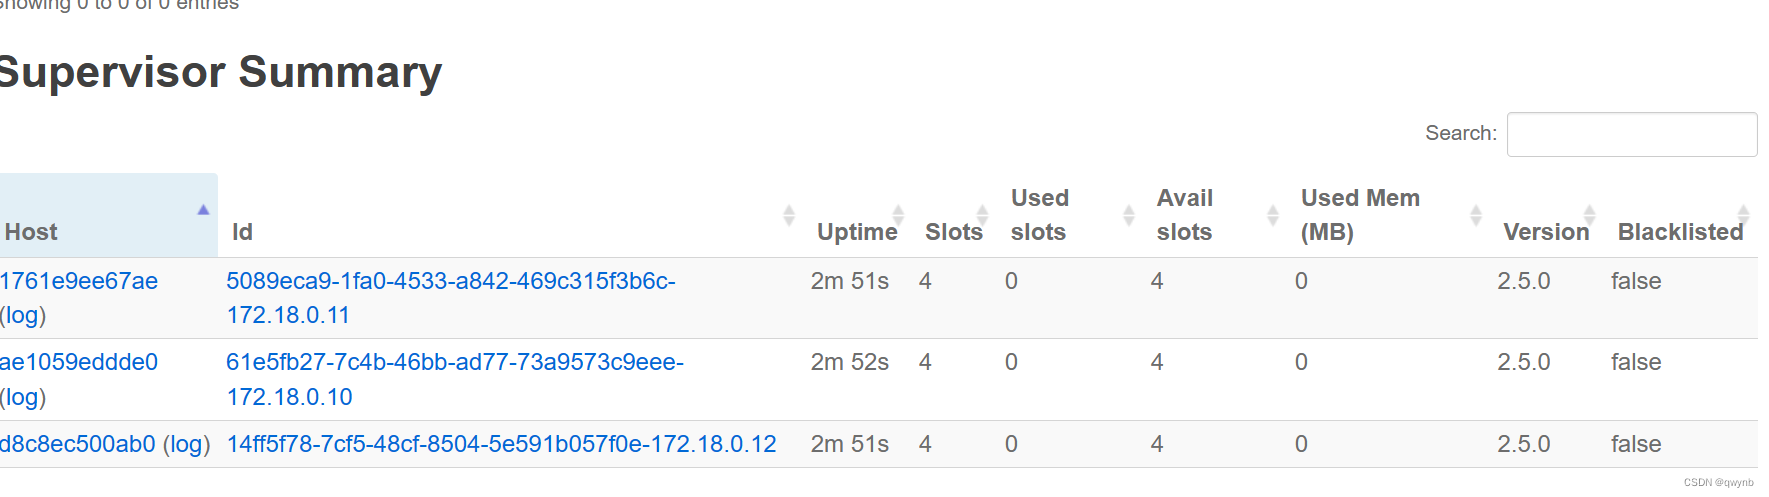 Showing 0 to 0 of 0 entries
Supervisor Summary
Search:
Host Id Uptime Slots Used slots Avail slots Used Mem (MB) Version Blacklisted
1761e9ee67ae (log) 5089eca9-1fa0-4533-a842-469c315f3b6c-172.18.0.11 2m 51s 4 0 4 0 2.5.0 false
ae1059eddde0 (log) 61e5fb27-7c4b-46bb-ad77-73a9573c9eee-172.18.0.10 2m 52s 4 0 4 0 2.5.0 false
d8c8ec500ab0 (log) 14ff5f78-7cf5-48cf-8504-5e591b057f0e-172.18.0.12 2m 51s 4 0 4 0 2.5.0 false
CSDN @qwynb